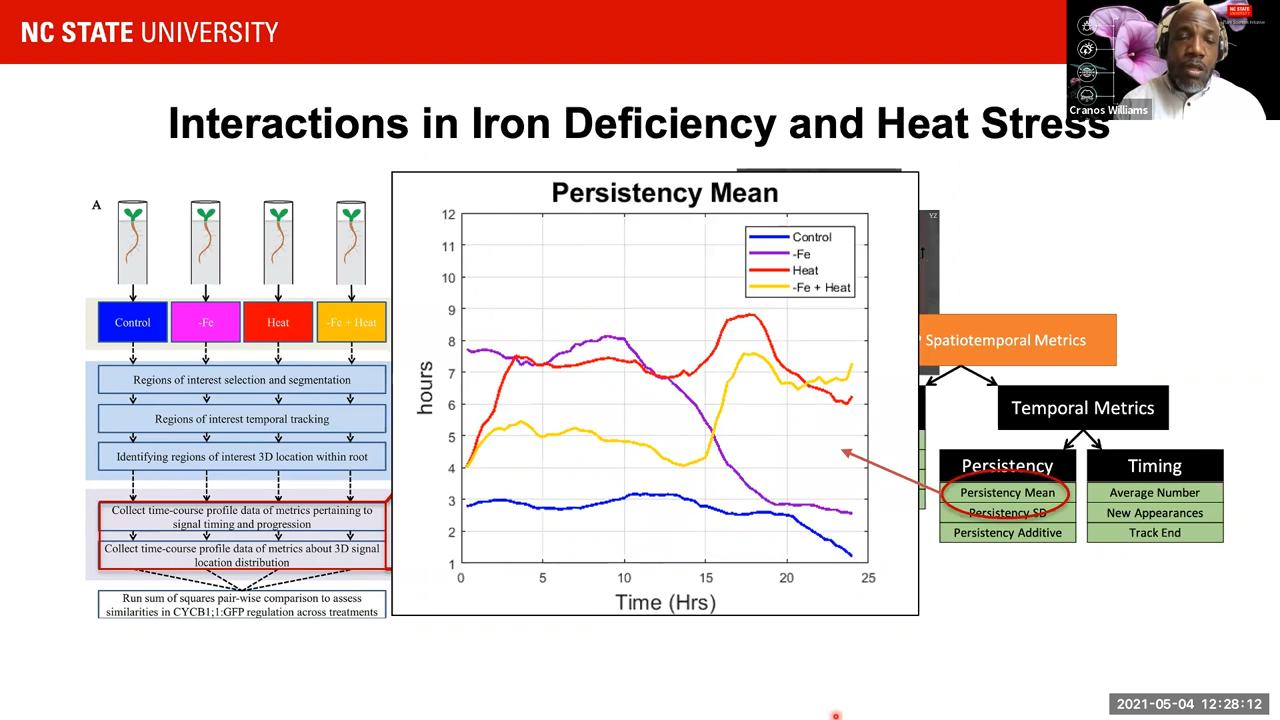 NC STATE UNIVERSITY
NC STATE
UNIVERSITY
Cranos Williams
Interactions in Iron Deficiency and Heat Stress
A
Control
-Fe
Heat
-Fe + Heat
Regions of interest selection and segmentation
Regions of interest temporal tracking
Identifying regions of interest 3D location within root
Collect time-course profile data of metrics pertaining to
signal timing and progression
Collect time-course profile data of metrics about 3D signal
location distribution
Run sum of squares pair-wise comparison to assess
similarities in CYCB1;1:GFP regulation across treatments
Persistency Mean
12
11
10
9
8
7
6
5
4
3
2
1
hours
0
5
10
15
20
25
Time (Hrs)
Control
-Fe
Heat
-Fe + Heat
YZ
Spatiotemporal Metrics
Temporal Metrics
Persistency
Persistency Mean
Persistency SD
Persistency Additive
Timing
Average Number
New Appearances
Track End
2021-05-04 12:28:12